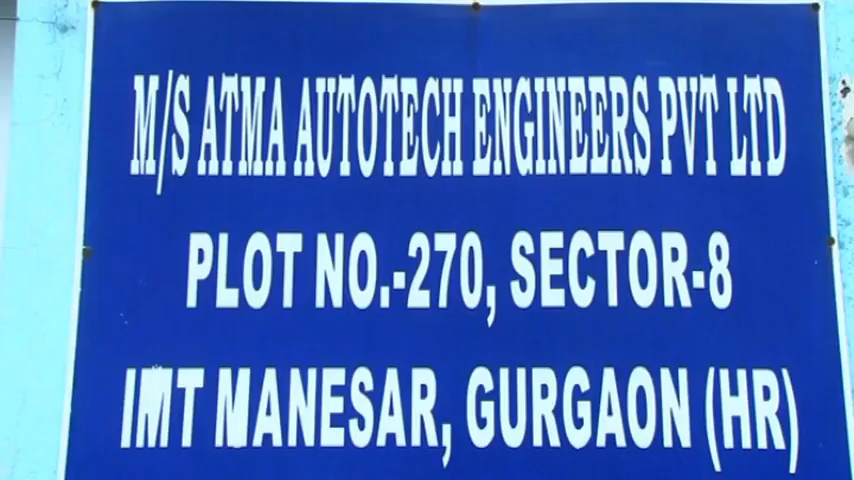 M/S ATMA AUTOTECH ENGINEERS PVT LTD
PLOT NO.-270, SECTOR-8
IMT MANESAR, GURGAON (HR)